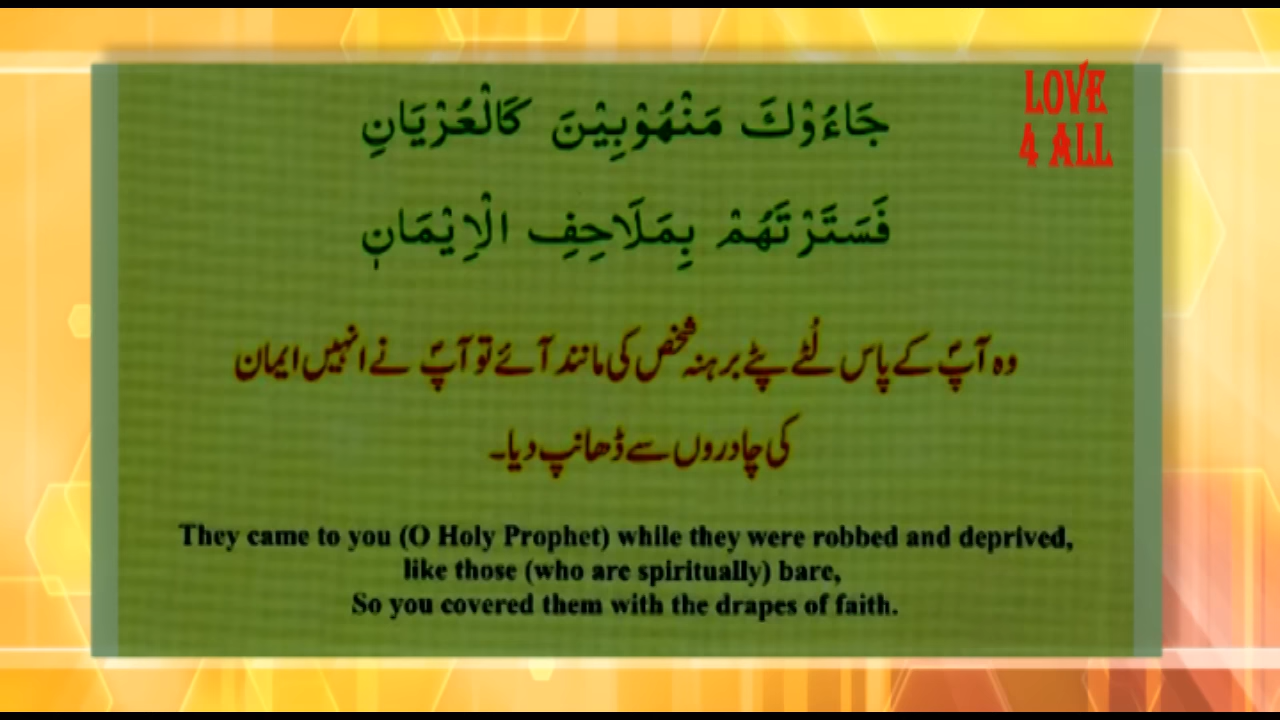 LOVE
4 ALL
جَاءُوْكَ مَنْهُوْبِيْنَ كَالْعُرْيَانِ
فَسَتَرْتَهُمْ بِمَلَاحِفِ الْاِيْمَانٖ
وہ آپؐ کے پاس لُٹے پٹے برہنہ شخص کی مانند آئے تو آپؐ نے انہیں ایمان
کی چادروں سے ڈھانپ دیا۔
They came to you (O Holy Prophet) while they were robbed and deprived,
like those (who are spiritually) bare,
So you covered them with the drapes of faith.